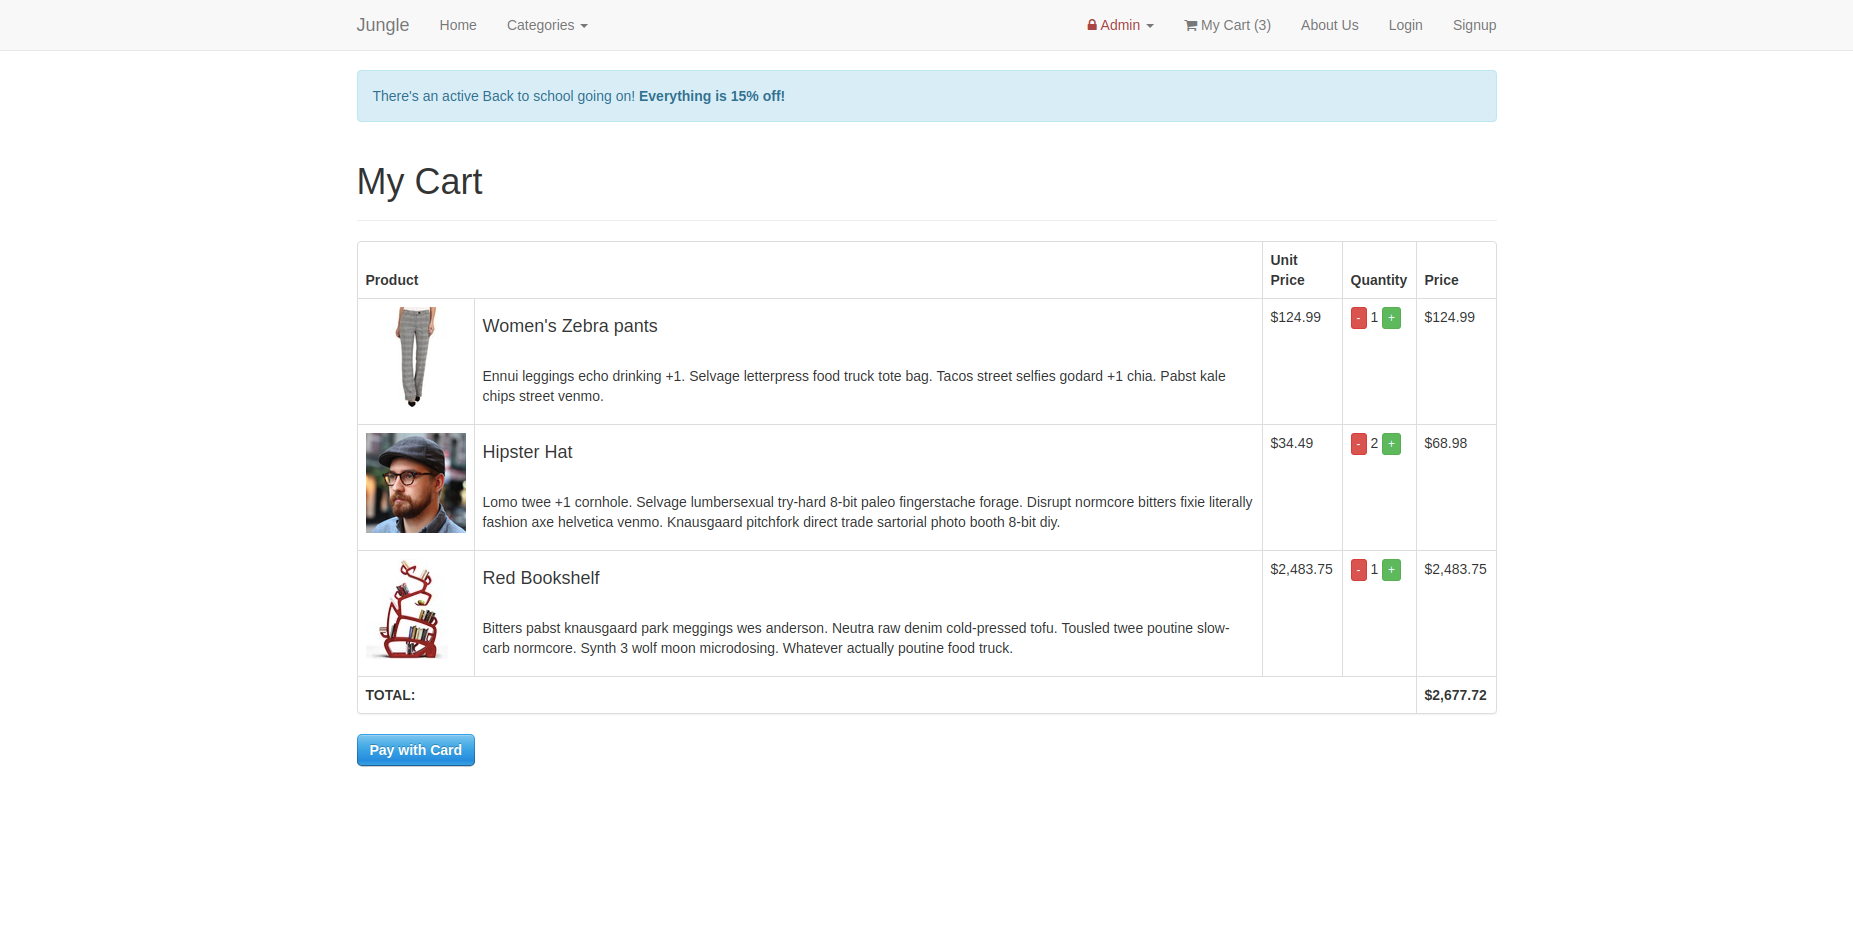 Jungle Home Categories Admin My Cart (3) About Us Login Signup
There's an active Back to school going on! Everything is 15% off!
My Cart
Product Unit Price Quantity Price
Women's Zebra pants $124.99 - 1 + $124.99
Ennui leggings echo drinking +1. Selvage letterpress food truck tote bag. Tacos street selfies godard +1 chia. Pabst kale
chips street venmo.
Hipster Hat $34.49 - 2 + $68.98
Lomo twee +1 cornhole. Selvage lumbersexual try-hard 8-bit paleo fingerstache forage. Disrupt normcore bitters fixie literally
fashion axe helvetica venmo. Knausgaard pitchfork direct trade sartorial photo booth 8-bit diy.
Red Bookshelf $2,483.75 - 1 + $2,483.75
Bitters pabst knausgaard park meggings wes anderson. Neutra raw denim cold-pressed tofu. Tousled twee poutine slow-
carb normcore. Synth 3 wolf moon microdosing. Whatever actually poutine food truck.
TOTAL: $2,677.72
Pay with Card